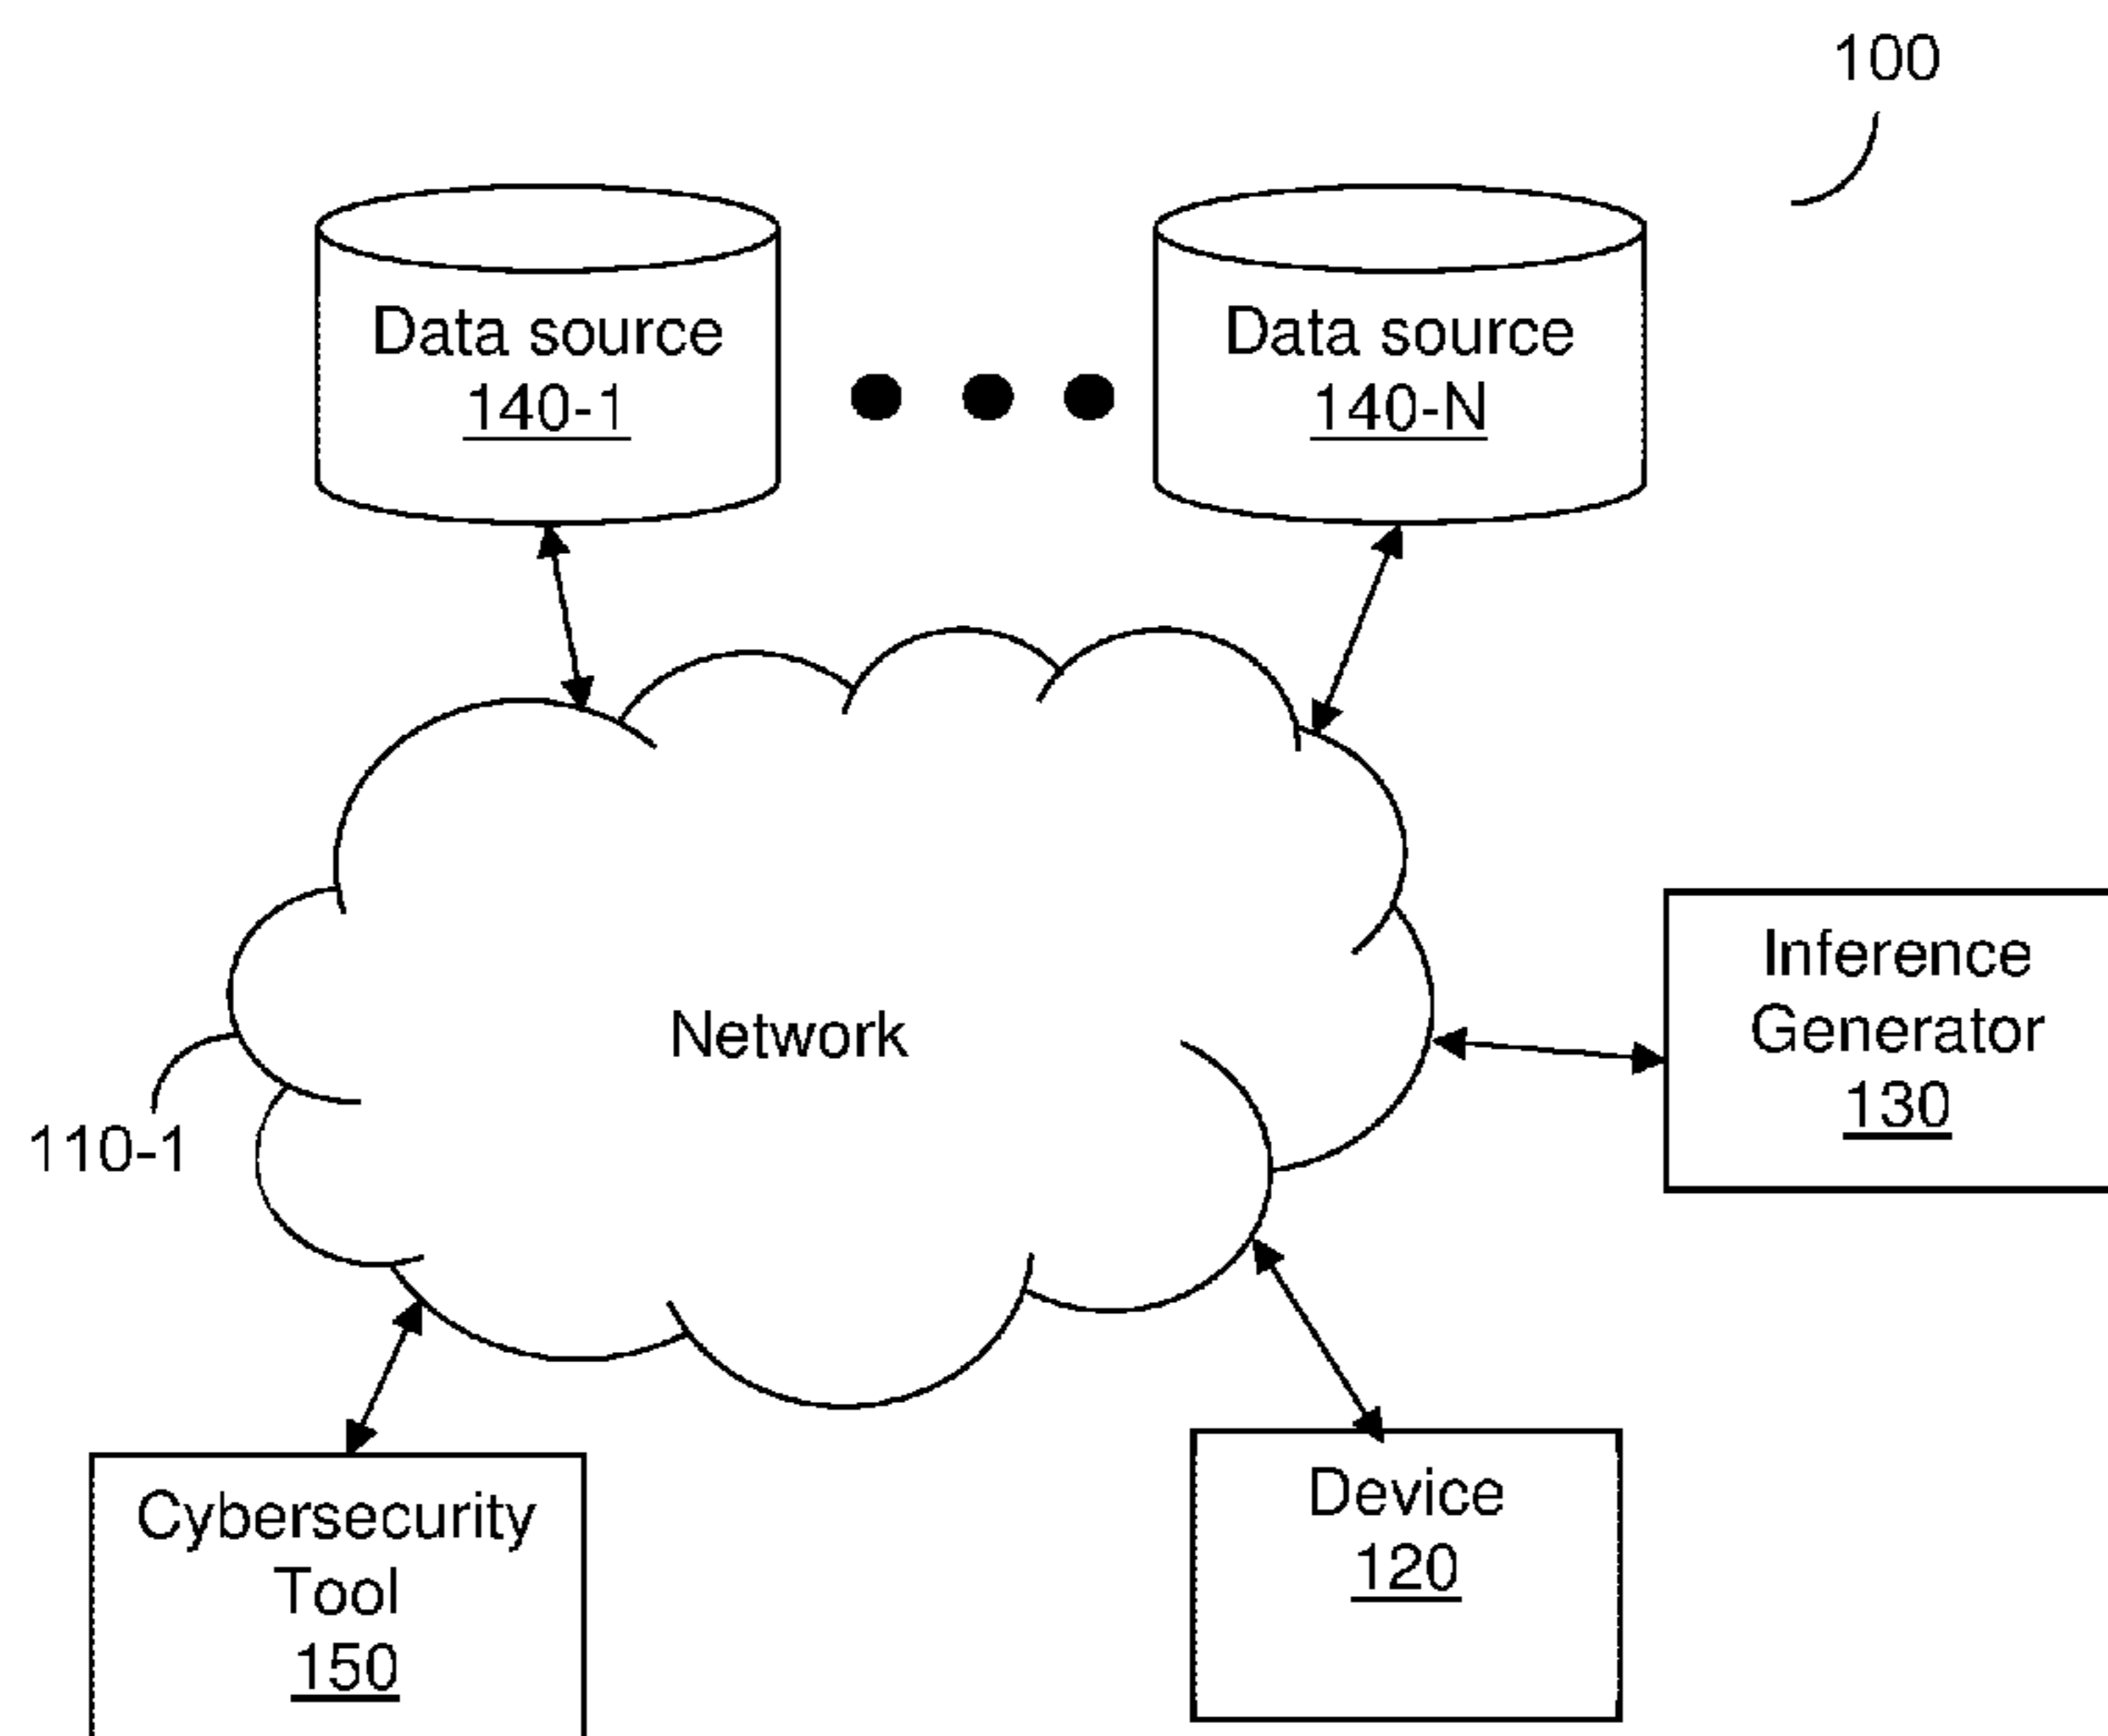 100
Data source
140-1
Data source
140-N
Network
110-1
Inference
Generator
130
Device
120
Cybersecurity
Tool
150